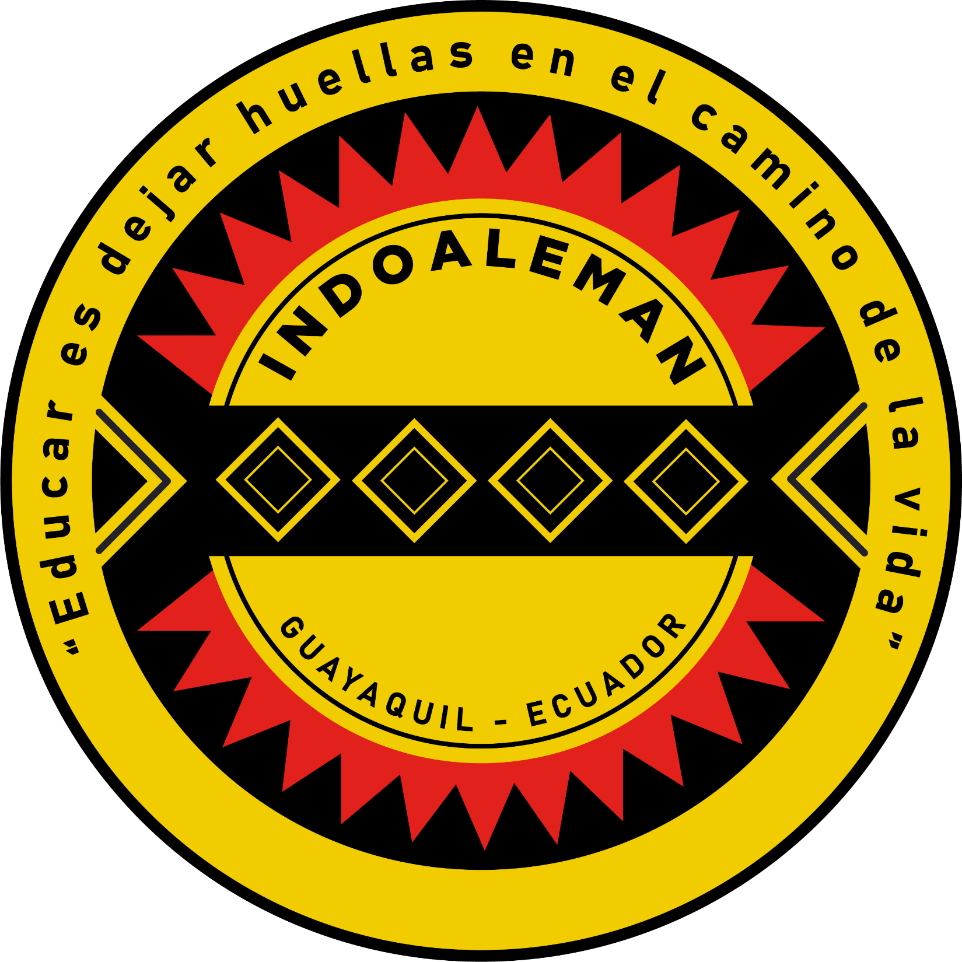 "Educar es dejar huellas en el camino de la vida"
INDOALEMAN
GUAYAQUIL - ECUADOR